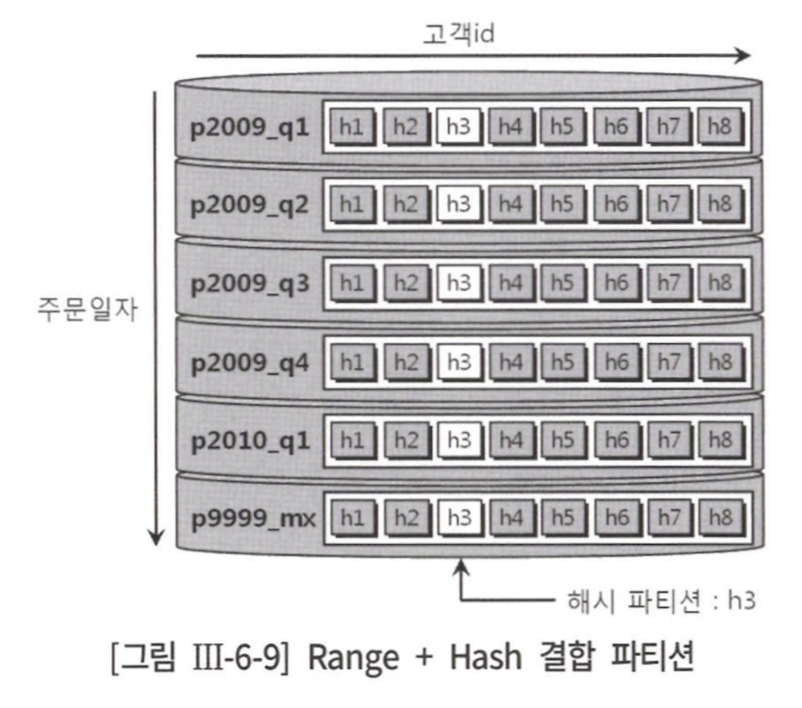 고객id
p2009_q1 h1 h2 h3 h4 h5 h6 h7 h8
p2009_q2 h1 h2 h3 h4 h5 h6 h7 h8
p2009_q3 h1 h2 h3 h4 h5 h6 h7 h8
주문일자
p2009_q4 h1 h2 h3 h4 h5 h6 h7 h8
p2010_q1 h1 h2 h3 h4 h5 h6 h7 h8
p9999_mx h1 h2 h3 h4 h5 h6 h7 h8
해시 파티션 : h3
[그림 Ⅲ-6-9] Range + Hash 결합 파티션